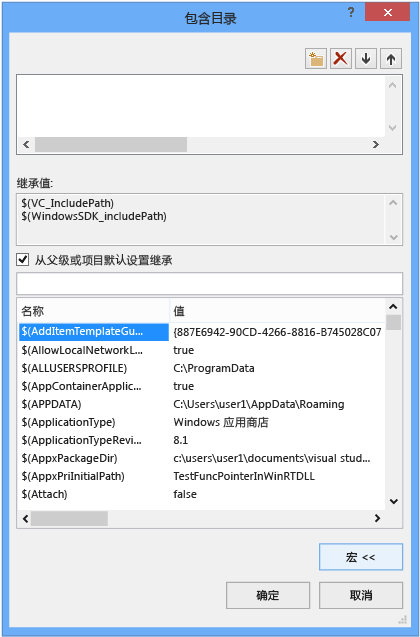 包含目录
继承值:
$(VC_IncludePath)
$(WindowsSDK_includePath)
从父级或项目默认设置继承
名称 值
$(AddItemTemplateGu... {887E6942-90CD-4266-8816-B745028C07
$(AllowLocalNetworkL... true
$(ALLUSERSPROFILE) C:\ProgramData
$(AppContainerApplic... true
$(APPDATA) C:\Users\user1\AppData\Roaming
$(ApplicationType) Windows 应用商店
$(ApplicationTypeRevi... 8.1
$(AppxPackageDir) c:\users\user1\documents\visual stud...
$(AppxPriInitialPath) TestFuncPointerInWinRTDLL
$(Attach) false
宏 <<
确定 取消